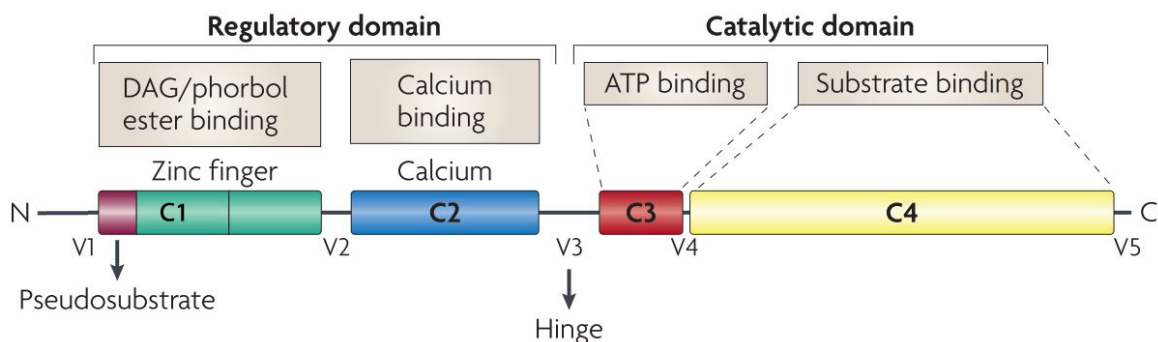 Regulatory domain
Catalytic domain
DAG/phorbol
ester binding
Calcium
binding
ATP binding
Substrate binding
Zinc finger
Calcium
N
C1
C2
C3
C4
C
V1
V2
V3
V4
V5
Pseudosubstrate
Hinge